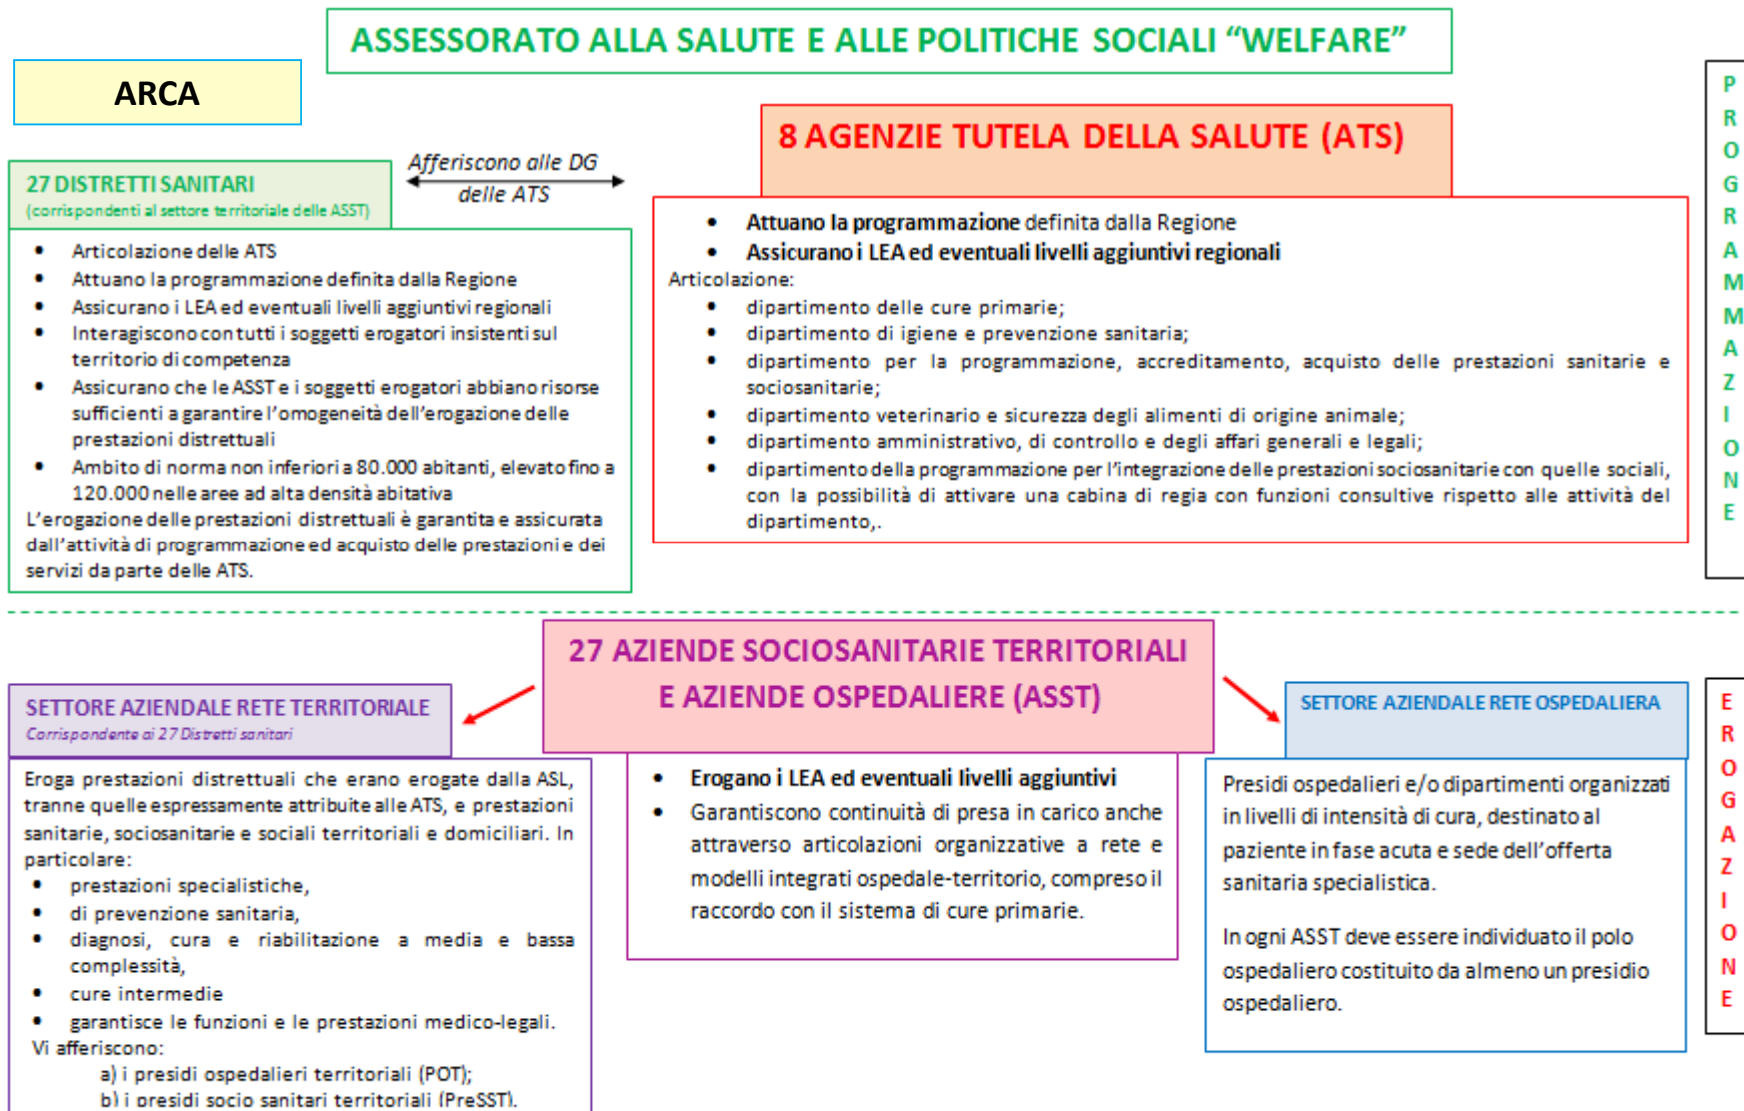 ASSESSORATO ALLA SALUTE E ALLE POLITICHE SOCIALI “WELFARE”
ARCA
27 DISTRETTI SANITARI
(corrispondenti al settore territoriale delle ASST)
Afferiscono alle DG
delle ATS
8 AGENZIE TUTELA DELLA SALUTE (ATS)
• Articolazione delle ATS
• Attuano la programmazione definita dalla Regione
• Assicurano i LEA ed eventuali livelli aggiuntivi regionali
• Interagiscono con tutti i soggetti erogatori insistenti sul
territorio di competenza
• Assicurano che le ASST e i soggetti erogatori abbiano risorse
sufficienti a garantire l’omogeneità dell’erogazione delle
prestazioni distrettuali
• Ambito di norma non inferiori a 80.000 abitanti, elevato fino a
120.000 nelle aree ad alta densità abitativa
L’erogazione delle prestazioni distrettuali è garantita e assicurata
dall’attività di programmazione ed acquisto delle prestazioni e dei
servizi da parte delle ATS.
• Attuano la programmazione definita dalla Regione
• Assicurano i LEA ed eventuali livelli aggiuntivi regionali
Articolazione:
• dipartimento delle cure primarie;
• dipartimento di igiene e prevenzione sanitaria;
• dipartimento per la programmazione, accreditamento, acquisto delle prestazioni sanitarie e
sociosanitarie;
• dipartimento veterinario e sicurezza degli alimenti di origine animale;
• dipartimento amministrativo, di controllo e degli affari generali e legali;
• dipartimento della programmazione per l’integrazione delle prestazioni sociosanitarie con quelle sociali,
con la possibilità di attivare una cabina di regia con funzioni consultive rispetto alle attività del
dipartimento,.
PROGRAMMAZIONE
27 AZIENDE SOCIOSANITARIE TERRITORIALI
E AZIENDE OSPEDALIERE (ASST)
SETTORE AZIENDALE RETE TERRITORIALE
Corrispondente ai 27 Distretti sanitari
Eroga prestazioni distrettuali che erano erogate dalla ASL,
tranne quelle espressamente attribuite alle ATS, e prestazioni
sanitarie, sociosanitarie e sociali territoriali e domiciliari. In
particolare:
• prestazioni specialistiche,
• di prevenzione sanitaria,
• diagnosi, cura e riabilitazione a media e bassa
complessità,
• cure intermedie
• garantisce le funzioni e le prestazioni medico-legali.
Vi afferiscono:
a) i presidi ospedalieri territoriali (POT);
b) i presidi socio sanitari territoriali (PreSST).
• Erogano i LEA ed eventuali livelli aggiuntivi
• Garantiscono continuità di presa in carico anche
attraverso articolazioni organizzative a rete e
modelli integrati ospedale-territorio, compreso il
raccordo con il sistema di cure primarie.
SETTORE AZIENDALE RETE OSPEDALIERA
Presidi ospedalieri e/o dipartimenti organizzati
in livelli di intensità di cura, destinato al
paziente in fase acuta e sede dell’offerta
sanitaria specialistica.
In ogni ASST deve essere individuato il polo
ospedaliero costituito da almeno un presidio
ospedaliero.
EROGAZIONE